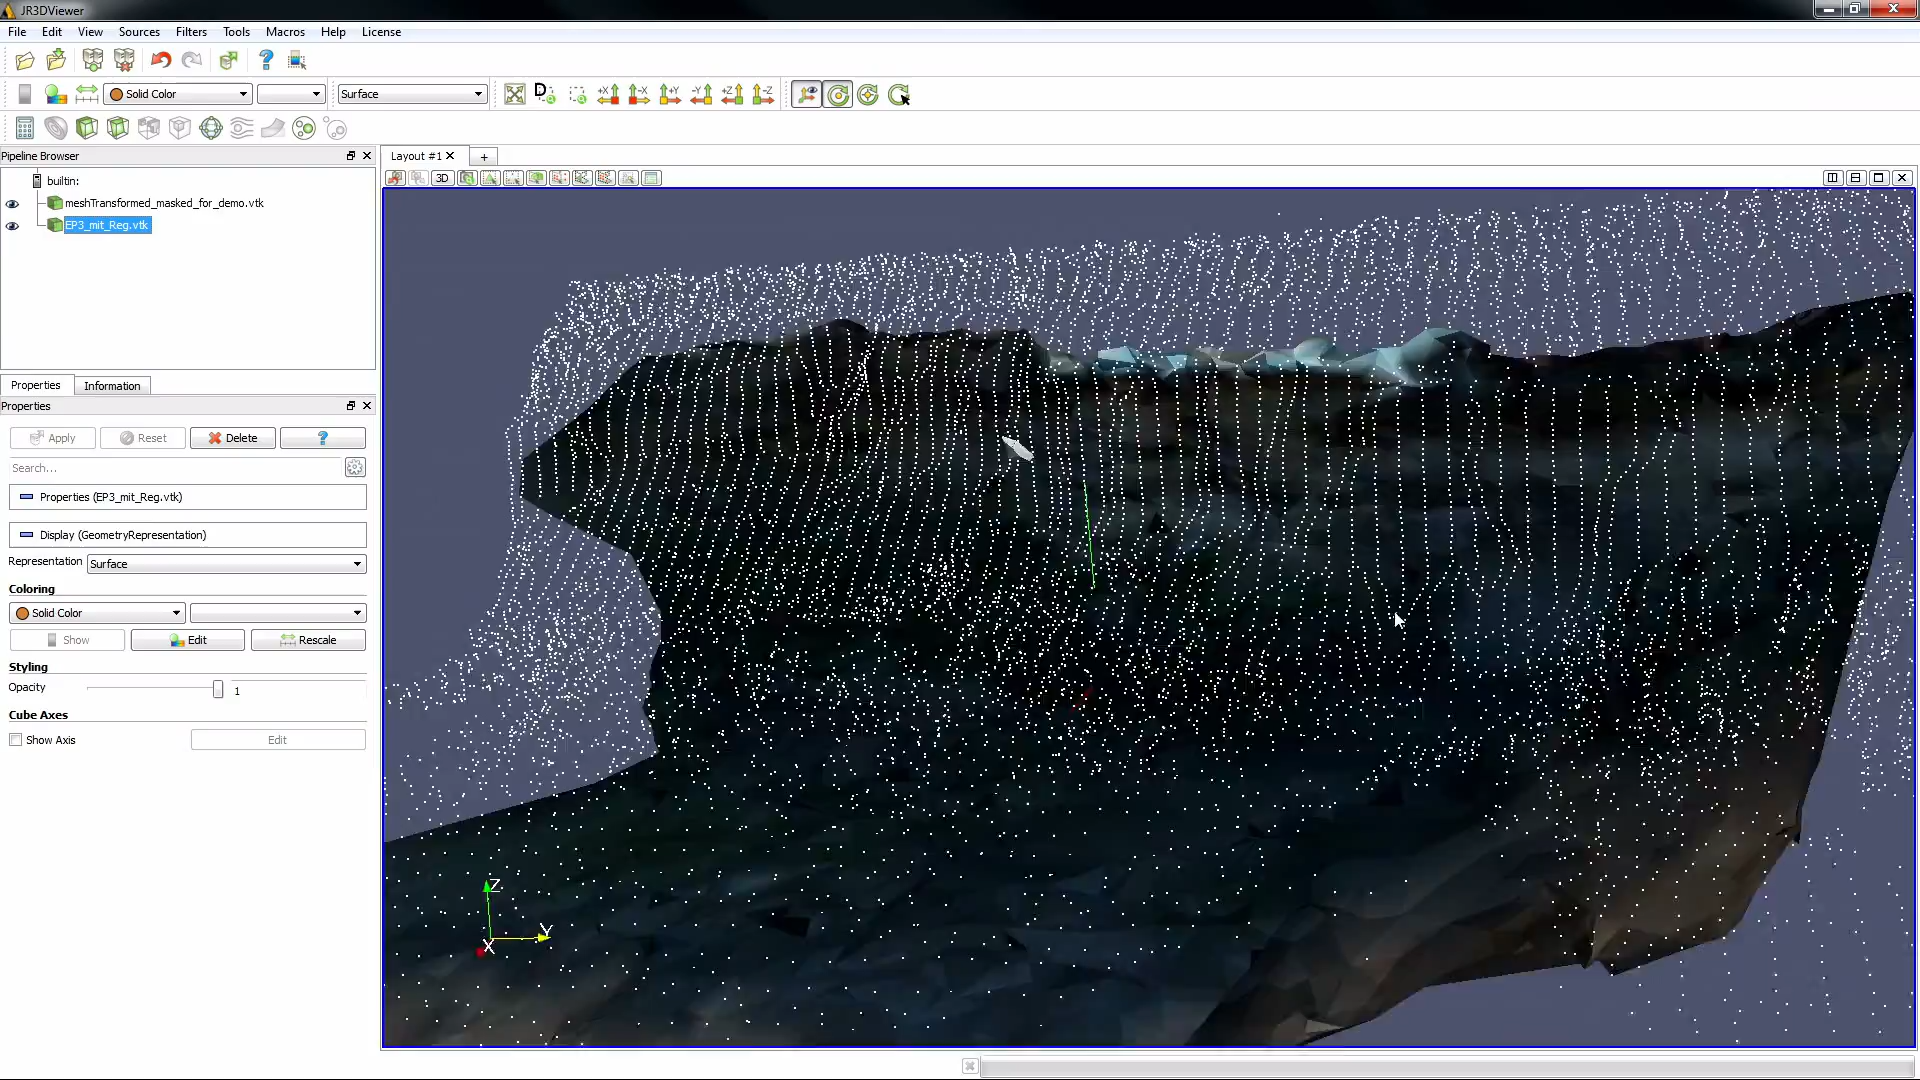 JR3DViewer
File Edit View Sources Filters Tools Macros Help License
Solid Color
Surface
D
+X -X +Y -Y +Z -Z
Pipeline Browser
builtin:
meshTransformed_masked_for_demo.vtk
EP3_mit_Reg.vtk
Properties Information
Properties
Apply Reset Delete ?
Search...
Properties (EP3_mit_Reg.vtk)
Display (GeometryRepresentation)
Representation Surface
Coloring
Solid Color
Show Edit Rescale
Styling
Opacity 1
Cube Axes
Show Axis Edit
Layout #1 +
3D
Z
Y
X